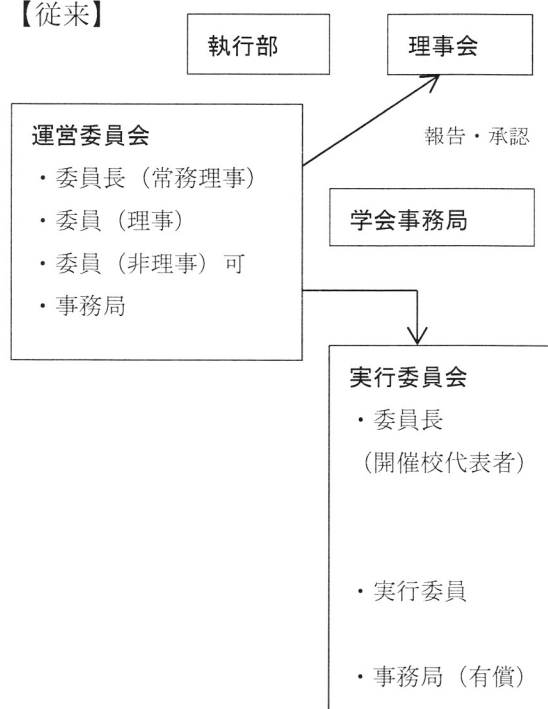 【従来】
執行部
理事会
運営委員会
・委員長（常務理事）
・委員（理事）
・委員（非理事）可
・事務局
報告・承認
学会事務局
実行委員会
・委員長
（開催校代表者）
・実行委員
・事務局（有償）